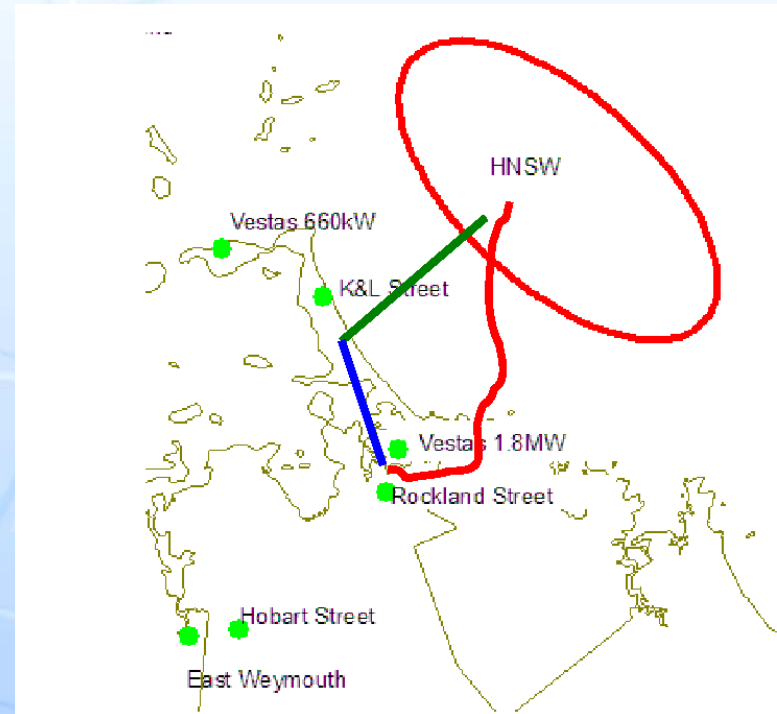 HNSW
Vestas 660kW
K&L Street
Vestas 1.8MW
Rockland Street
Hobart Street
East Weymouth